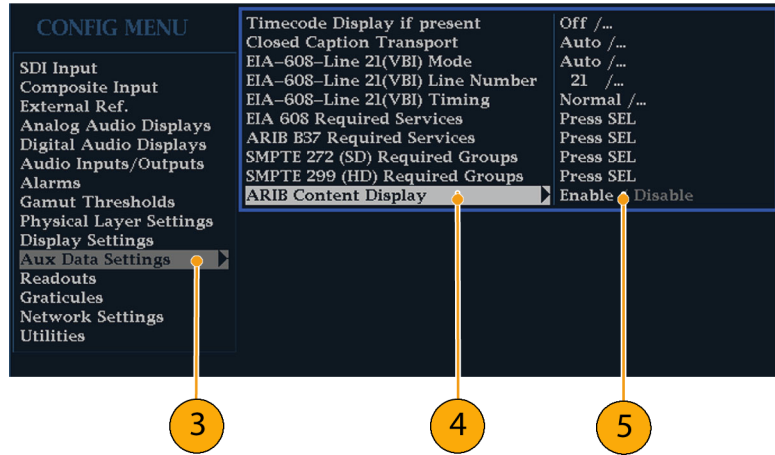 CONFIG MENU
SDI Input
Composite Input
External Ref.
Analog Audio Displays
Digital Audio Displays
Audio Inputs/Outputs
Alarms
Gamut Thresholds
Physical Layer Settings
Display Settings
Aux Data Settings
Readouts
Graticules
Network Settings
Utilities
Timecode Display if present Off /...
Closed Caption Transport Auto /...
EIA-608-Line 21(VBI) Mode Auto /...
EIA-608-Line 21(VBI) Line Number 21 /...
EIA-608-Line 21(VBI) Timing Normal /...
EIA 608 Required Services Press SEL
ARIB B37 Required Services Press SEL
SMPTE 272 (SD) Required Groups Press SEL
SMPTE 299 (HD) Required Groups Press SEL
ARIB Content Display Enable / Disable
3 4 5